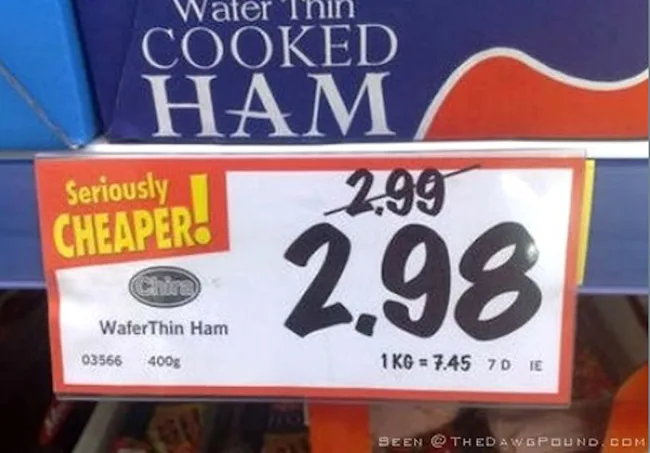 Wafer Thin
COOKED
HAM
Seriously
CHEAPER!
2.99
2.98
Chira
WaferThin Ham
03566 400g
1 KG = 7.45 7 D IE
SEEN @ THEDAWGPOUND.COM